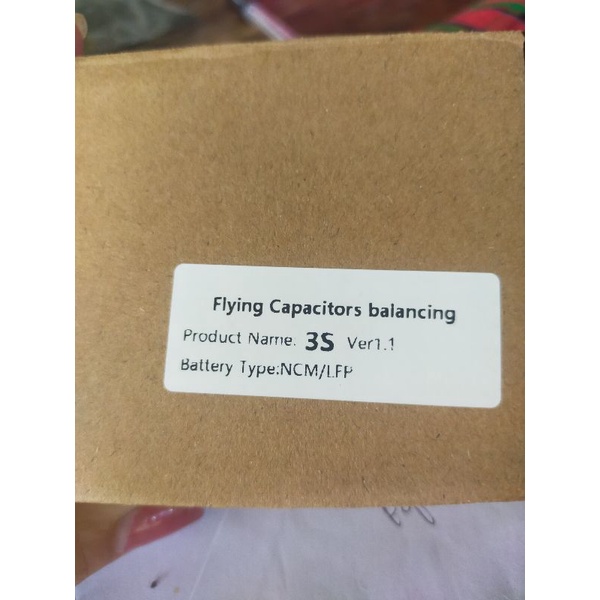 Flying Capacitors balancing
Product Name: 3S Ver1.1
Battery Type:NCM/LFP